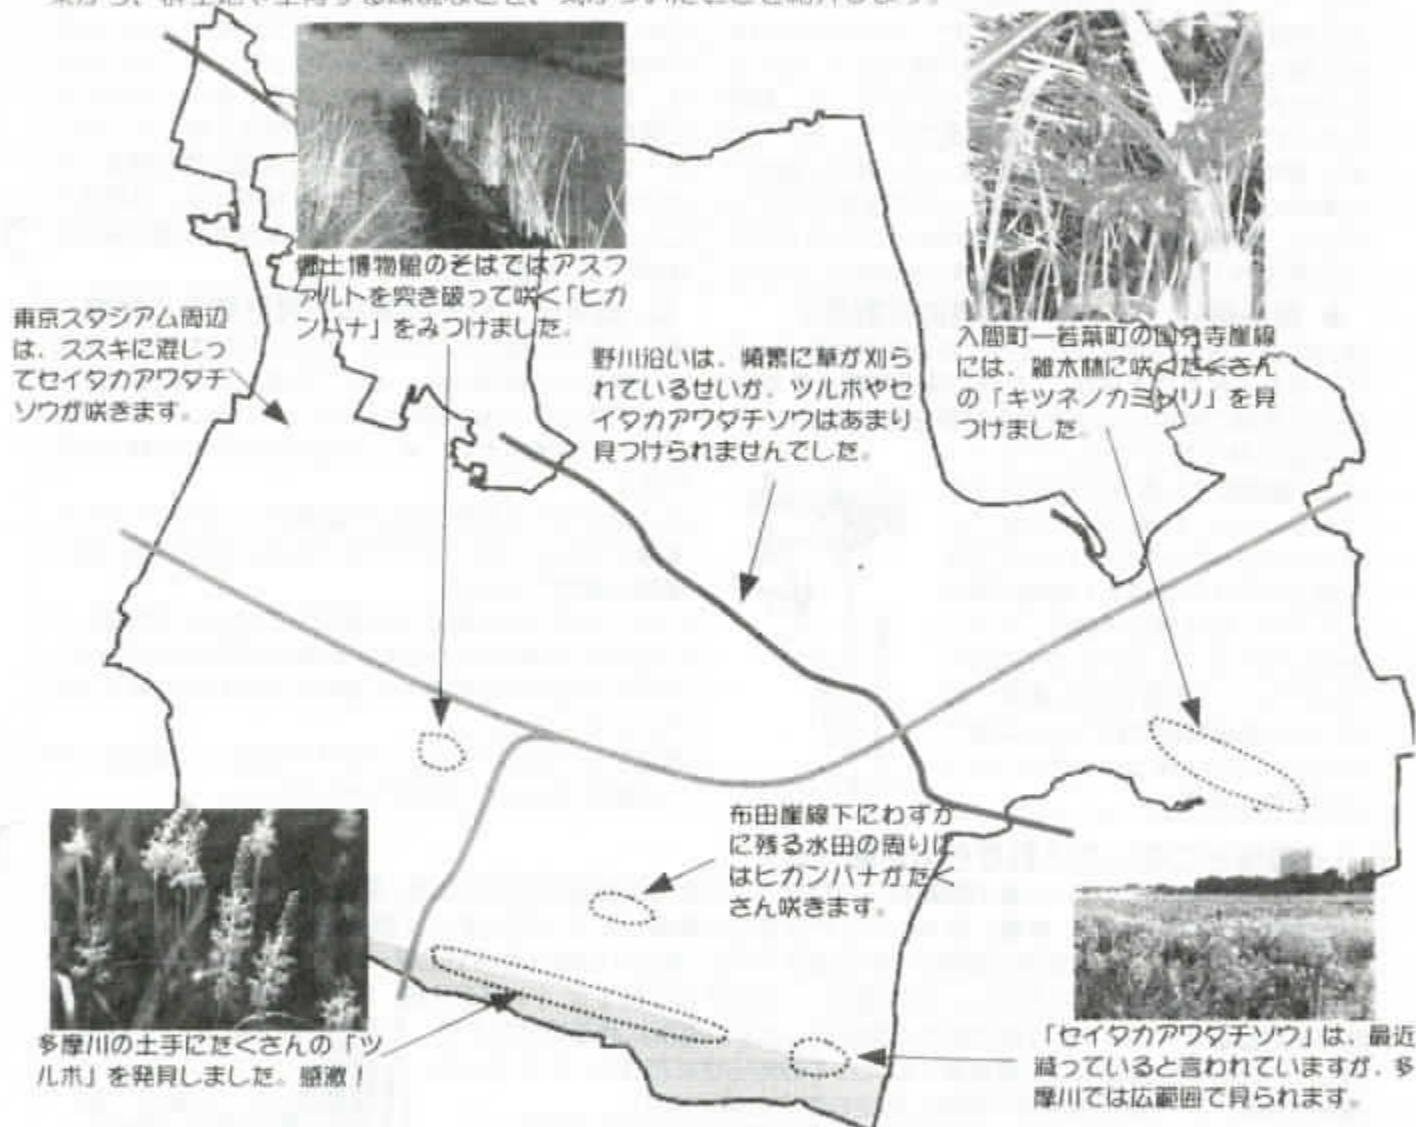 郷土博物館のそばではアスフ
ァルトを突き破って咲く「ヒガ
ンバナ」をみつけました。
東京スタジアム周辺
は、ススキに混じっ
てセイタカアワダチ
ソウが咲きます。
野川沿いは、頻繁に草が刈ら
れているせいか、ツルボやセ
イタカアワダチソウはあまり
見つけられませんでした。
入間町―若葉町の国分寺崖線
には、雑木林に咲くたくさん
の「キツネノカミソリ」を見
つけました。
布田崖線下にわずか
に残る水田の周りに
はヒガンバナがたく
さん咲きます。
多摩川の土手にたくさんの「ツ
ルボ」を発見しました。感激！
「セイタカアワダチソウ」は、最近
減っていると言われていますが、多
摩川では広範囲で見られます。